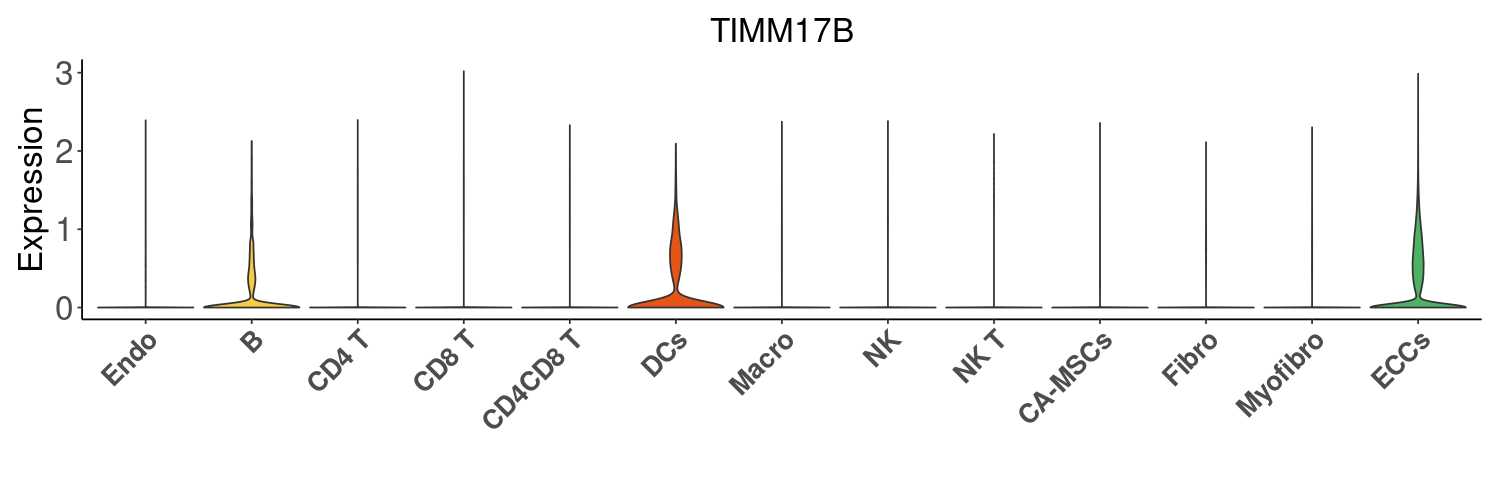 TIMM17B
Expression
3
2
1
0
Endo
B
CD4 T
CD8 T
CD4CD8 T
DCs
Macro
NK
NK T
CA-MSCs
Fibro
Myofibro
ECCs